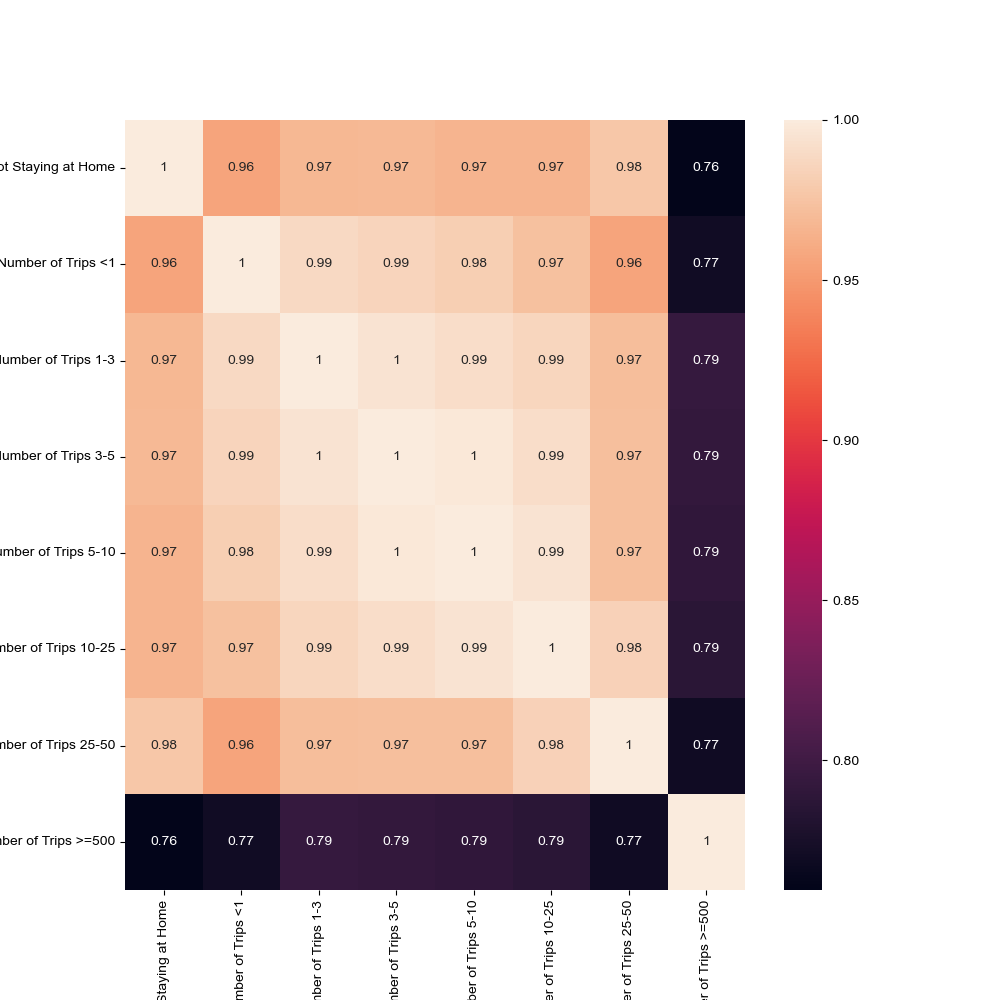 ot Staying at Home 1 0.96 0.97 0.97 0.97 0.97 0.98 0.76
Number of Trips <1 0.96 1 0.99 0.99 0.98 0.97 0.96 0.77
umber of Trips 1-3 0.97 0.99 1 1 0.99 0.99 0.97 0.79
umber of Trips 3-5 0.97 0.99 1 1 1 0.99 0.97 0.79
umber of Trips 5-10 0.97 0.98 0.99 1 1 0.99 0.97 0.79
mber of Trips 10-25 0.97 0.97 0.99 0.99 0.99 1 0.98 0.79
mber of Trips 25-50 0.98 0.96 0.97 0.97 0.97 0.98 1 0.77
ber of Trips >=500 0.76 0.77 0.79 0.79 0.79 0.79 0.77 1
Staying at Home
mber of Trips <1
mber of Trips 1-3
mber of Trips 3-5
er of Trips 5-10
er of Trips 10-25
er of Trips 25-50
r of Trips >=500
1.00
0.95
0.90
0.85
0.80